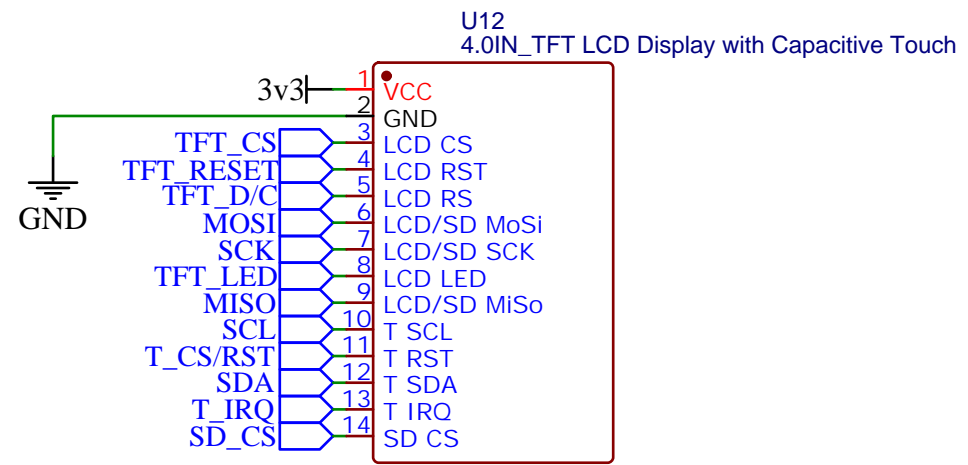 U12
4.0IN_TFT LCD Display with Capacitive Touch
3v3 1 VCC
2 GND
GND
TFT_CS 3 LCD CS
TFT_RESET 4 LCD RST
TFT_D/C 5 LCD RS
MOSI 6 LCD/SD MoSi
SCK 7 LCD/SD SCK
TFT_LED 8 LCD LED
MISO 9 LCD/SD MiSo
SCL 10 T SCL
T_CS/RST 11 T RST
SDA 12 T SDA
T_IRQ 13 T IRQ
SD_CS 14 SD CS